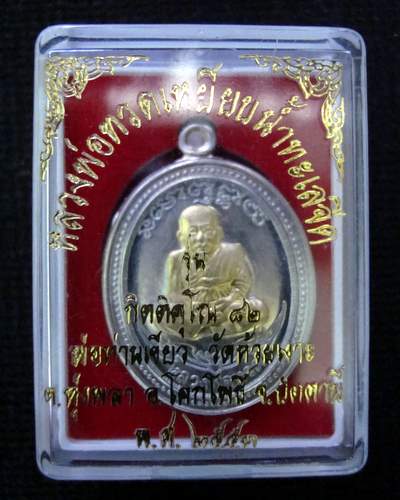 หลวงพ่อทวดเหยียบน้ำทะเลจืด
รุ่น
กิตติคุโณ ๘๒
พ่อท่านเขียว วัดห้วยเงาะ
ต.ทุ่งพลา อ.โคกโพธิ์ จ.ปัตตานี
พ.ศ. ๒๕๕๓